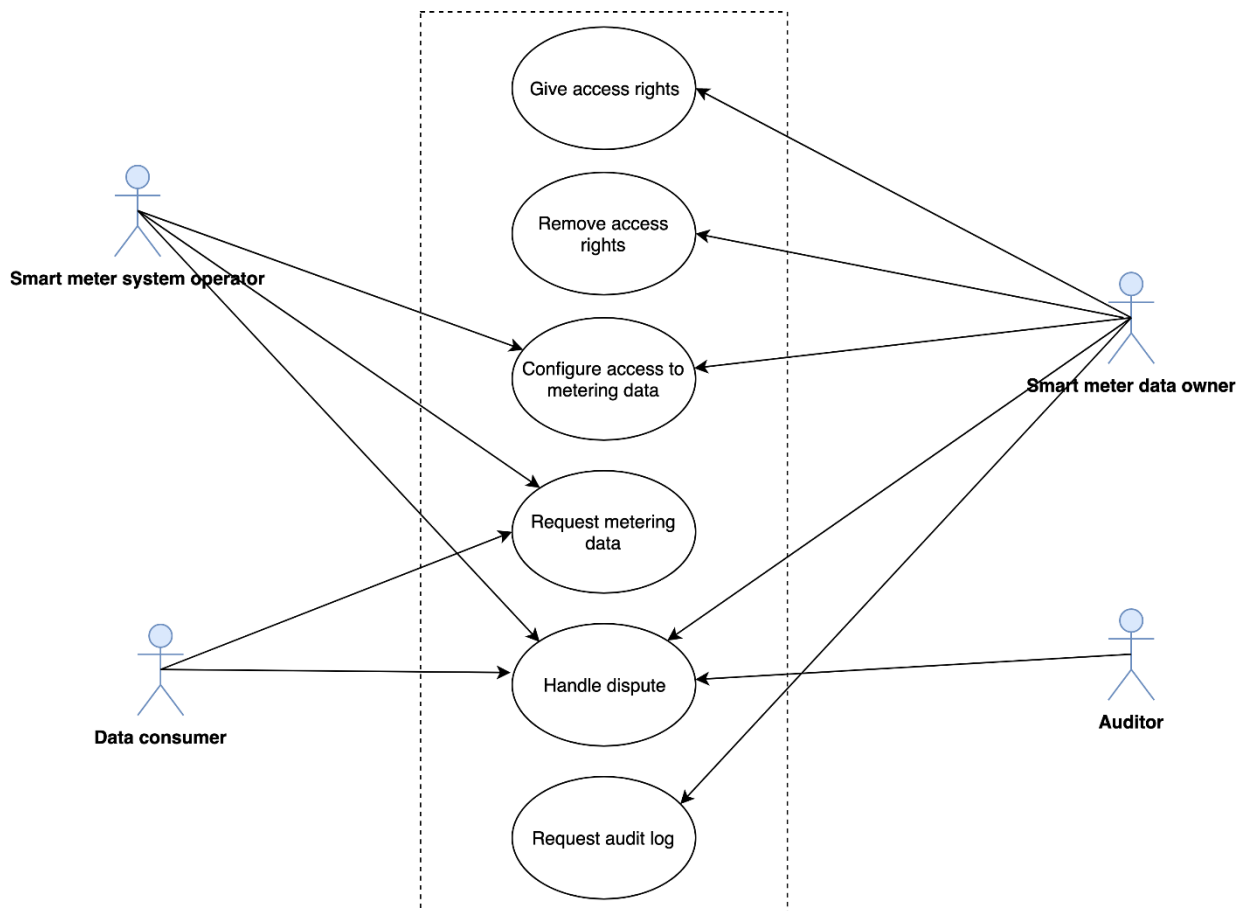 Give access rights
Remove access
rights
Smart meter system operator
Configure access to
metering data
Smart meter data owner
Request metering
data
Handle dispute
Data consumer
Auditor
Request audit log